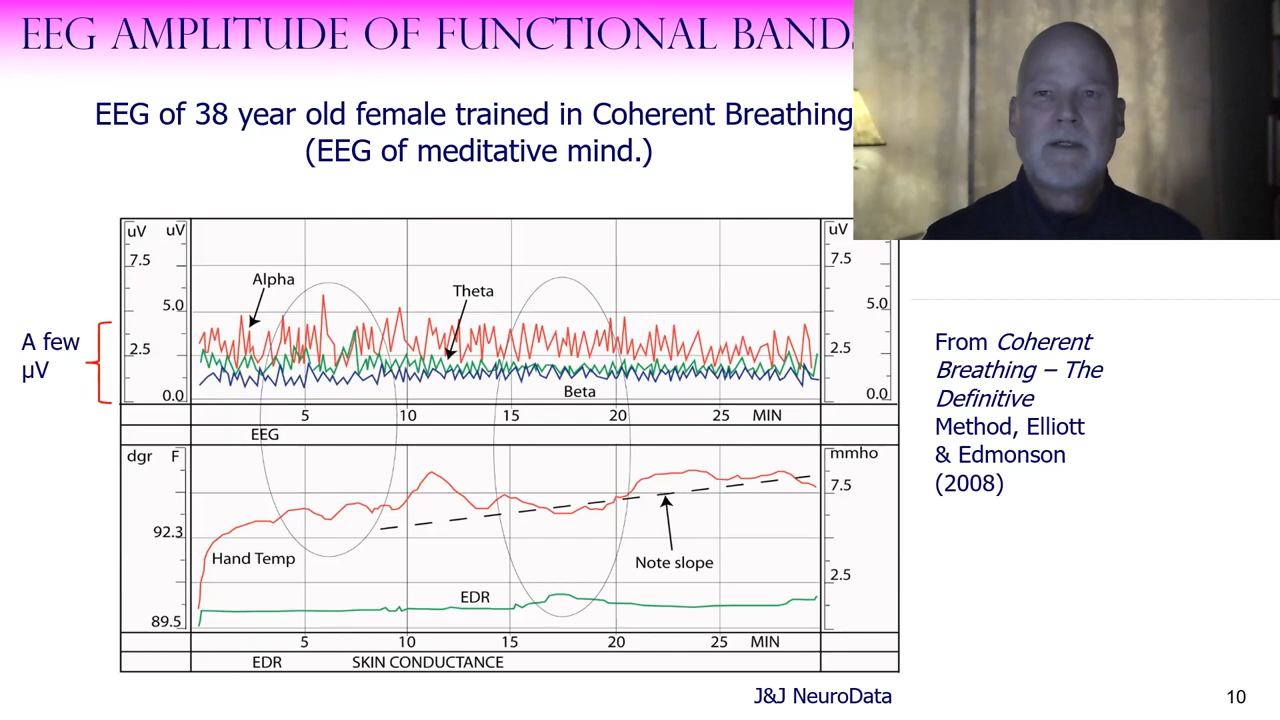 EEG AMPLITUDE OF FUNCTIONAL BAND
EEG of 38 year old female trained in Coherent Breathing
(EEG of meditative mind.)
uV uV
7.5
5.0
2.5
0.0
A few
µV
Alpha
Theta
Beta
uV
7.5
5.0
2.5
0.0
5 10 15 20 25 MIN
EEG
dgr F
92.3
89.5
Hand Temp
EDR
Note slope
mmho
7.5
2.5
5 10 15 20 25 MIN
EDR SKIN CONDUCTANCE
From Coherent
Breathing – The
Definitive
Method, Elliott
& Edmonson
(2008)
J&J NeuroData
10